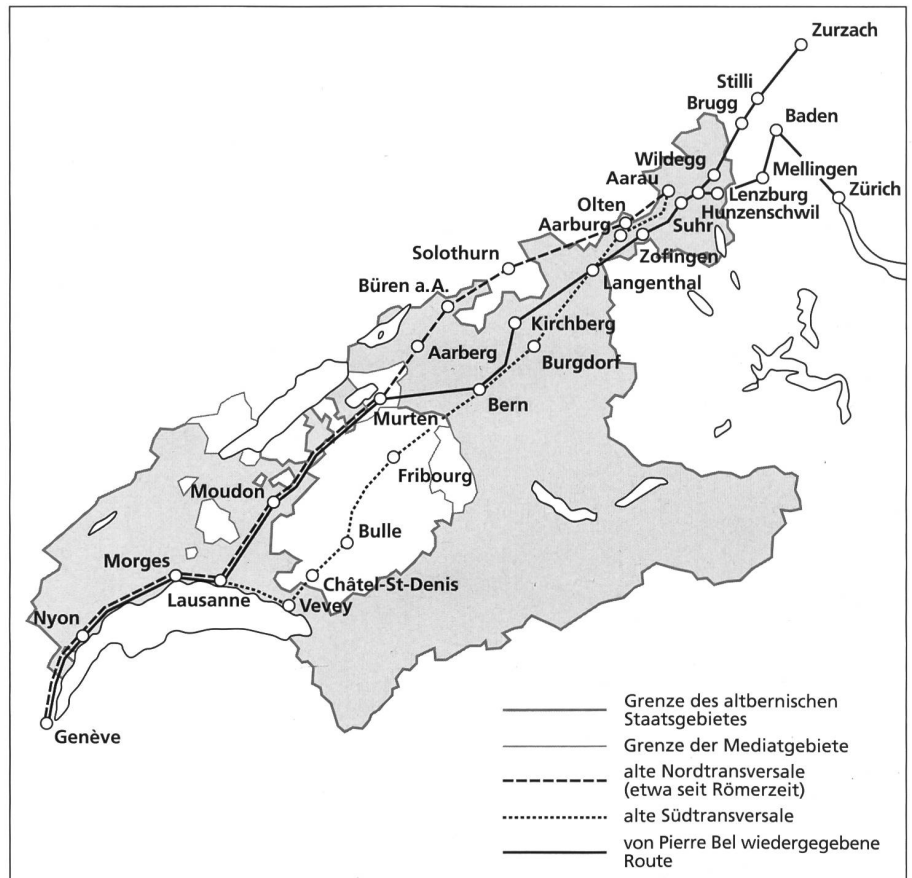 Zurzach
Stilli
Brugg
Baden
Wildegg
Mellingen
Aarau
Lenzburg
Zürich
Olten
Hunzenschwil
Aarburg
Suhr
Solothurn
Zofingen
Langenthal
Büren a. A.
Kirchberg
Aarberg
Burgdorf
Bern
Murten
Fribourg
Moudon
Bulle
Morges
Châtel-St-Denis
Lausanne
Vevey
Nyon
Genève
Grenze des altbernischen
Staatsgebietes
Grenze der Mediatgebiete
alte Nordtransversale
(etwa seit Römerzeit)
alte Südtransversale
von Pierre Bel wiedergegebene
Route